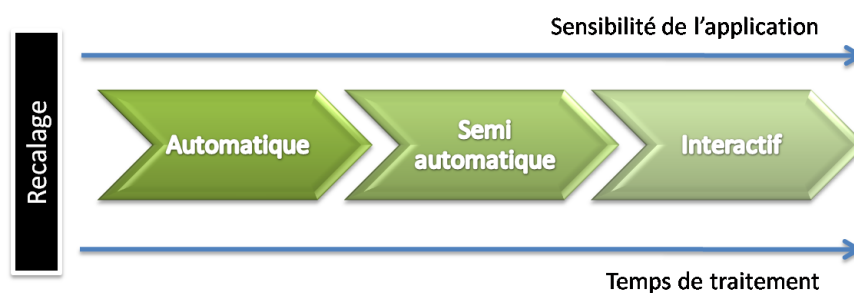 Sensibilité de l'application
Recalage
Automatique
Semi
automatique
Interactif
Temps de traitement